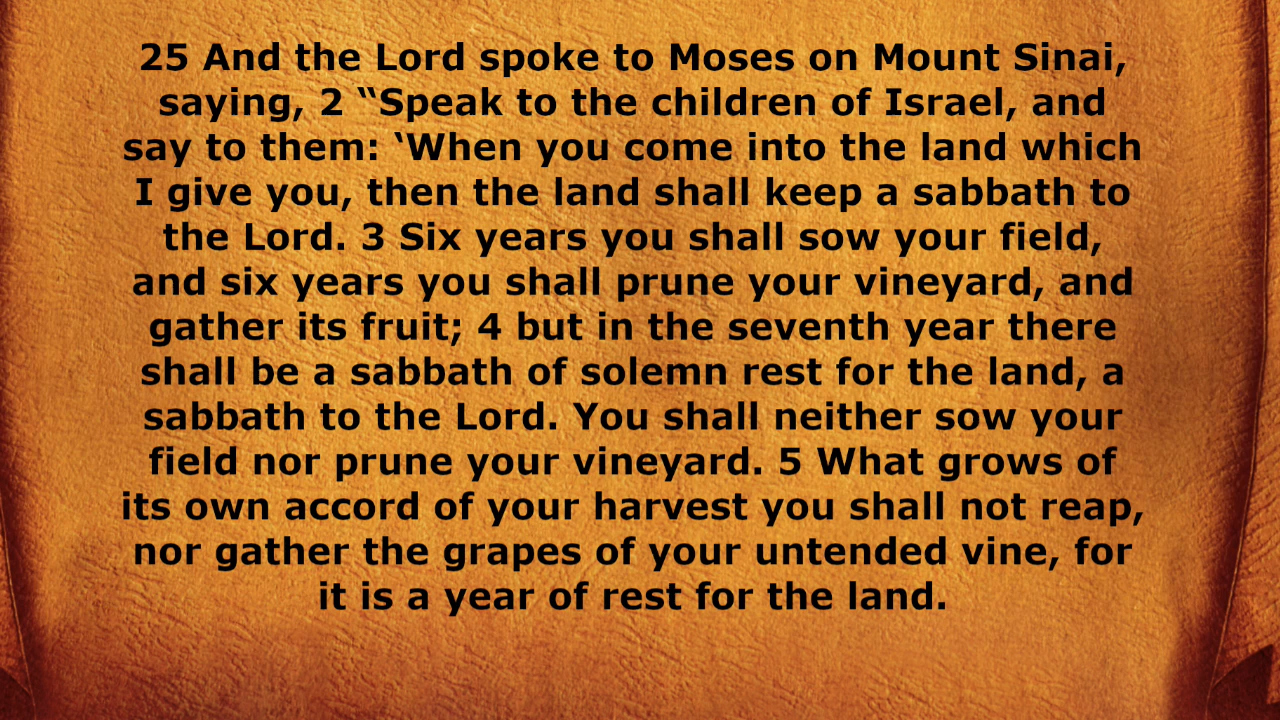 25 And the Lord spoke to Moses on Mount Sinai,
saying, 2 “Speak to the children of Israel, and
say to them: ‘When you come into the land which
I give you, then the land shall keep a sabbath to
the Lord. 3 Six years you shall sow your field,
and six years you shall prune your vineyard, and
gather its fruit; 4 but in the seventh year there
shall be a sabbath of solemn rest for the land, a
sabbath to the Lord. You shall neither sow your
field nor prune your vineyard. 5 What grows of
its own accord of your harvest you shall not reap,
nor gather the grapes of your untended vine, for
it is a year of rest for the land.